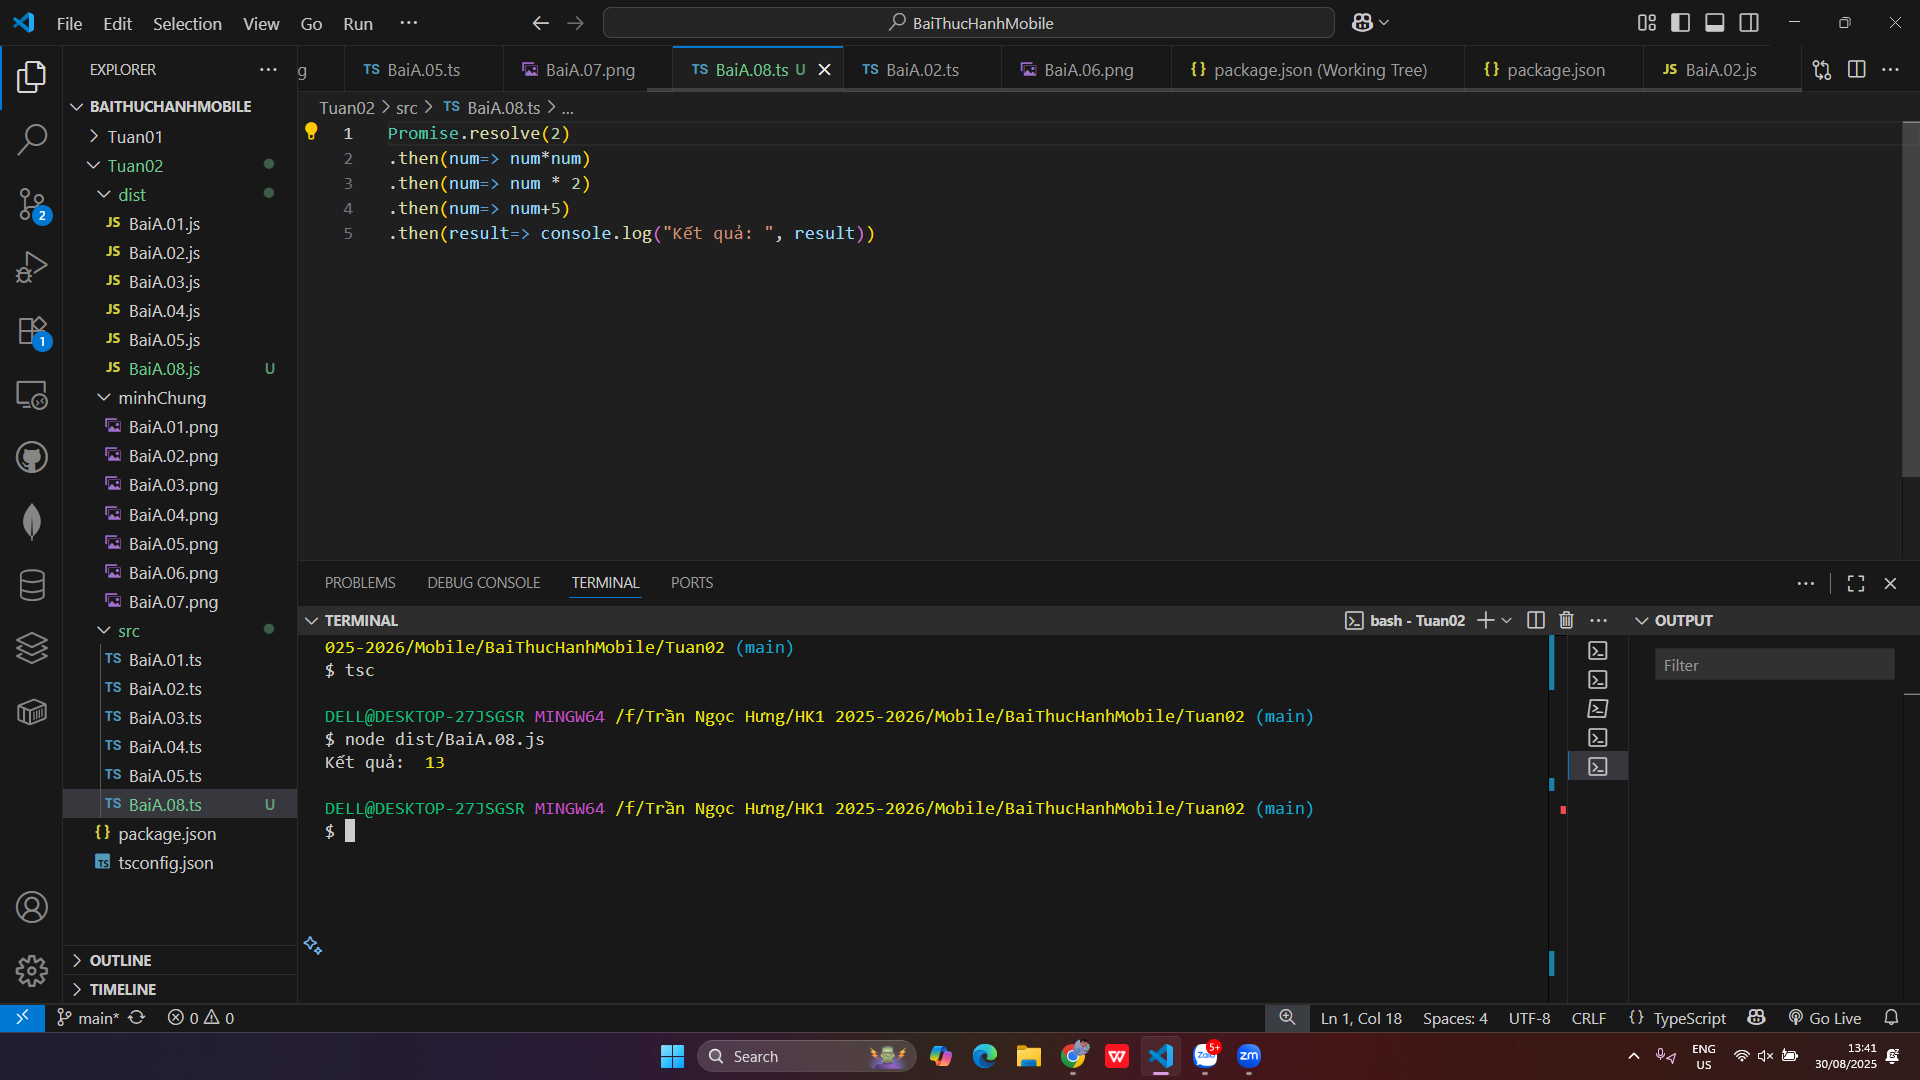 File Edit Selection View Go Run ··· BaiThucHanhMobile
EXPLORER ···
g
TS BaiA.05.ts
BaiA.07.png
TS BaiA.08.ts U
TS BaiA.02.ts
BaiA.06.png
{} package.json (Working Tree)
{} package.json
JS BaiA.02.js
···
Tuan02 > src > TS BaiA.08.ts > ...
1 Promise.resolve(2)
2 .then(num=> num*num)
3 .then(num=> num * 2)
4 .then(num=> num+5)
5 .then(result=> console.log("Kết quả: ", result))
BAITHUCHANHMOBILE
Tuan01
Tuan02
dist
JS BaiA.01.js
JS BaiA.02.js
JS BaiA.03.js
JS BaiA.04.js
JS BaiA.05.js
JS BaiA.08.js U
minhChung
BaiA.01.png
BaiA.02.png
BaiA.03.png
BaiA.04.png
BaiA.05.png
BaiA.06.png
BaiA.07.png
src
TS BaiA.01.ts
TS BaiA.02.ts
TS BaiA.03.ts
TS BaiA.04.ts
TS BaiA.05.ts
TS BaiA.08.ts U
{} package.json
TS tsconfig.json
OUTLINE
TIMELINE
2
1
PROBLEMS DEBUG CONSOLE TERMINAL PORTS ···
TERMINAL
bash - Tuan02 ···
OUTPUT
Filter
025-2026/Mobile/BaiThucHanhMobile/Tuan02 (main)
$ tsc
DELL@DESKTOP-27JSGSR MINGW64 /f/Trần Ngọc Hưng/HK1 2025-2026/Mobile/BaiThucHanhMobile/Tuan02 (main)
$ node dist/BaiA.08.js
Kết quả:  13
DELL@DESKTOP-27JSGSR MINGW64 /f/Trần Ngọc Hưng/HK1 2025-2026/Mobile/BaiThucHanhMobile/Tuan02 (main)
$
main* 0 0
Ln 1, Col 18 Spaces: 4 UTF-8 CRLF {} TypeScript Go Live
Search
W
Zalo 5+
zm
ENG
US
13:41
30/08/2025